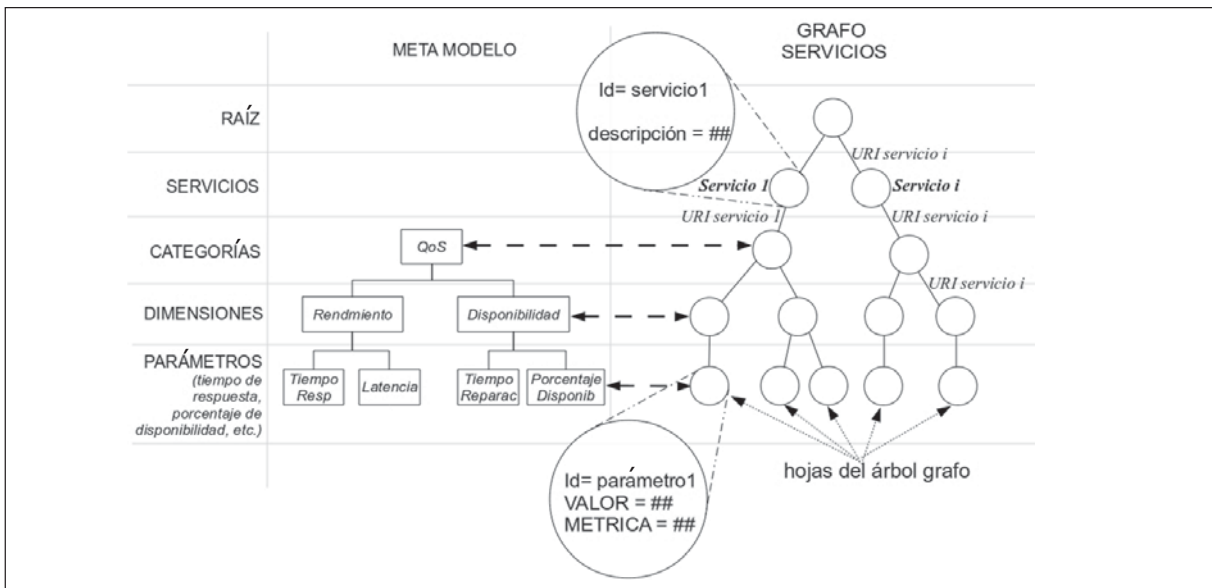 META MODELO
GRAFO
SERVICIOS
Id= servicio1
descripción = ##
RAÍZ
URI servicio i
SERVICIOS
Servicio 1
Servicio i
URI servicio 1
URI servicio i
CATEGORÍAS
QoS
URI servicio i
DIMENSIONES
Rendmiento
Disponibilidad
PARÁMETROS
(tiempo de
respuesta,
porcentaje de
disponibilidad, etc.)
Tiempo
Resp
Latencia
Tiempo
Reparac
Porcentaje
Disponib
hojas del árbol grafo
Id= parámetro1
VALOR = ##
METRICA = ##